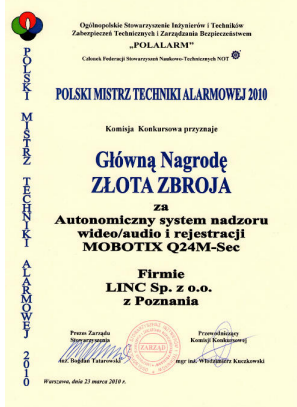 Ogólnopolskie Stowarzyszenie Inżynierów i Techników
Zabezpieczeń Technicznych i Zarządzania Bezpieczeństwem
„POLALARM”
Członek Federacji Stowarzyszeń Naukowo-Technicznych NOT
POLSKI MISTRZ TECHNIKI ALARMOWEJ 2010
POLSKI MISTRZ TECHNIKI ALARMOWEJ 2010
Komisja Konkursowa przyznaje
Główną Nagrodę
ZŁOTA ZBROJA
za
Autonomiczny system nadzoru
wideo/audio i rejestracji
MOBOTIX Q24M-Sec
Firmie
LINC Sp. z o.o.
z Poznania
Prezes Zarządu
Stowarzyszenia
inż. Bogdan Tatarowski
ZARZĄD
Przewodniczący
Komisji Konkursowej
mgr inż. Włodzimierz Kuczkowski
Warszawa, dnia 23 marca 2010 r.